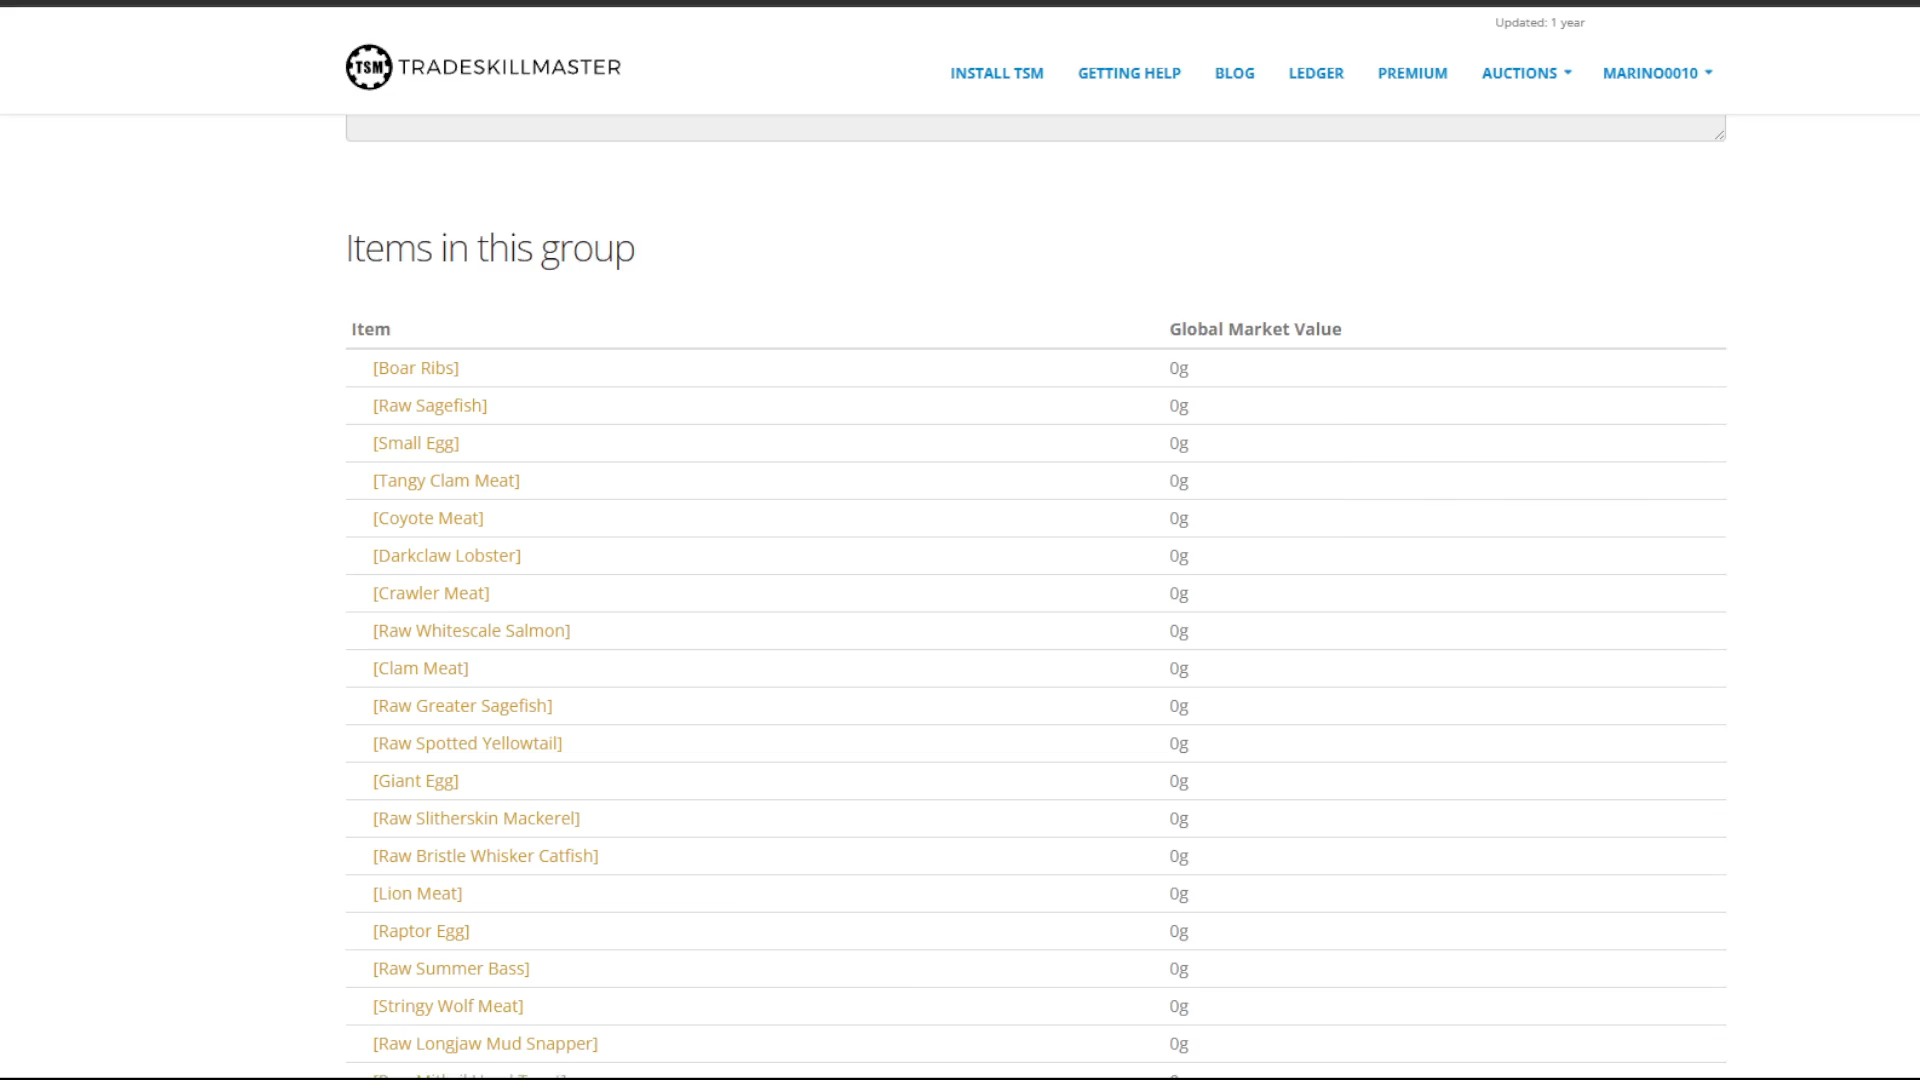 Updated: 1 year
TSM TRADESKILLMASTER
INSTALL TSM GETTING HELP BLOG LEDGER PREMIUM AUCTIONS MARINO0010
Items in this group
Item Global Market Value
[Boar Ribs] 0g
[Raw Sagefish] 0g
[Small Egg] 0g
[Tangy Clam Meat] 0g
[Coyote Meat] 0g
[Darkclaw Lobster] 0g
[Crawler Meat] 0g
[Raw Whitescale Salmon] 0g
[Clam Meat] 0g
[Raw Greater Sagefish] 0g
[Raw Spotted Yellowtail] 0g
[Giant Egg] 0g
[Raw Slitherskin Mackerel] 0g
[Raw Bristle Whisker Catfish] 0g
[Lion Meat] 0g
[Raptor Egg] 0g
[Raw Summer Bass] 0g
[Stringy Wolf Meat] 0g
[Raw Longjaw Mud Snapper] 0g